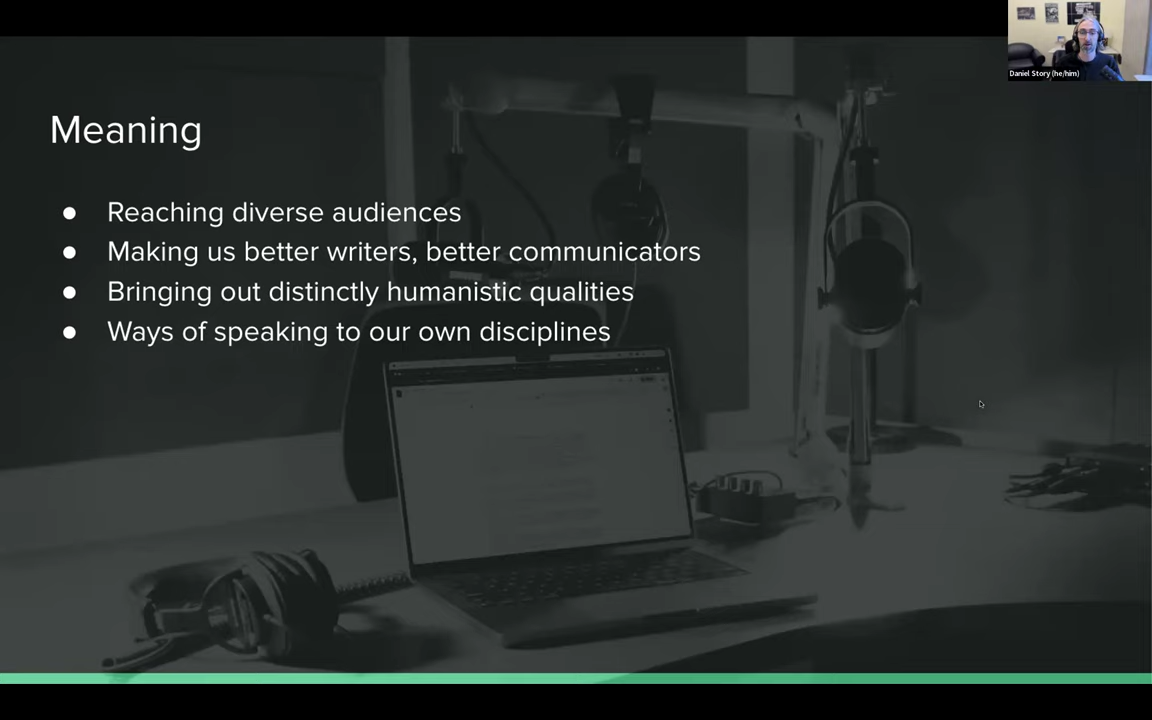 Daniel Story (he/him)
Meaning
● Reaching diverse audiences
● Making us better writers, better communicators
● Bringing out distinctly humanistic qualities
● Ways of speaking to our own disciplines